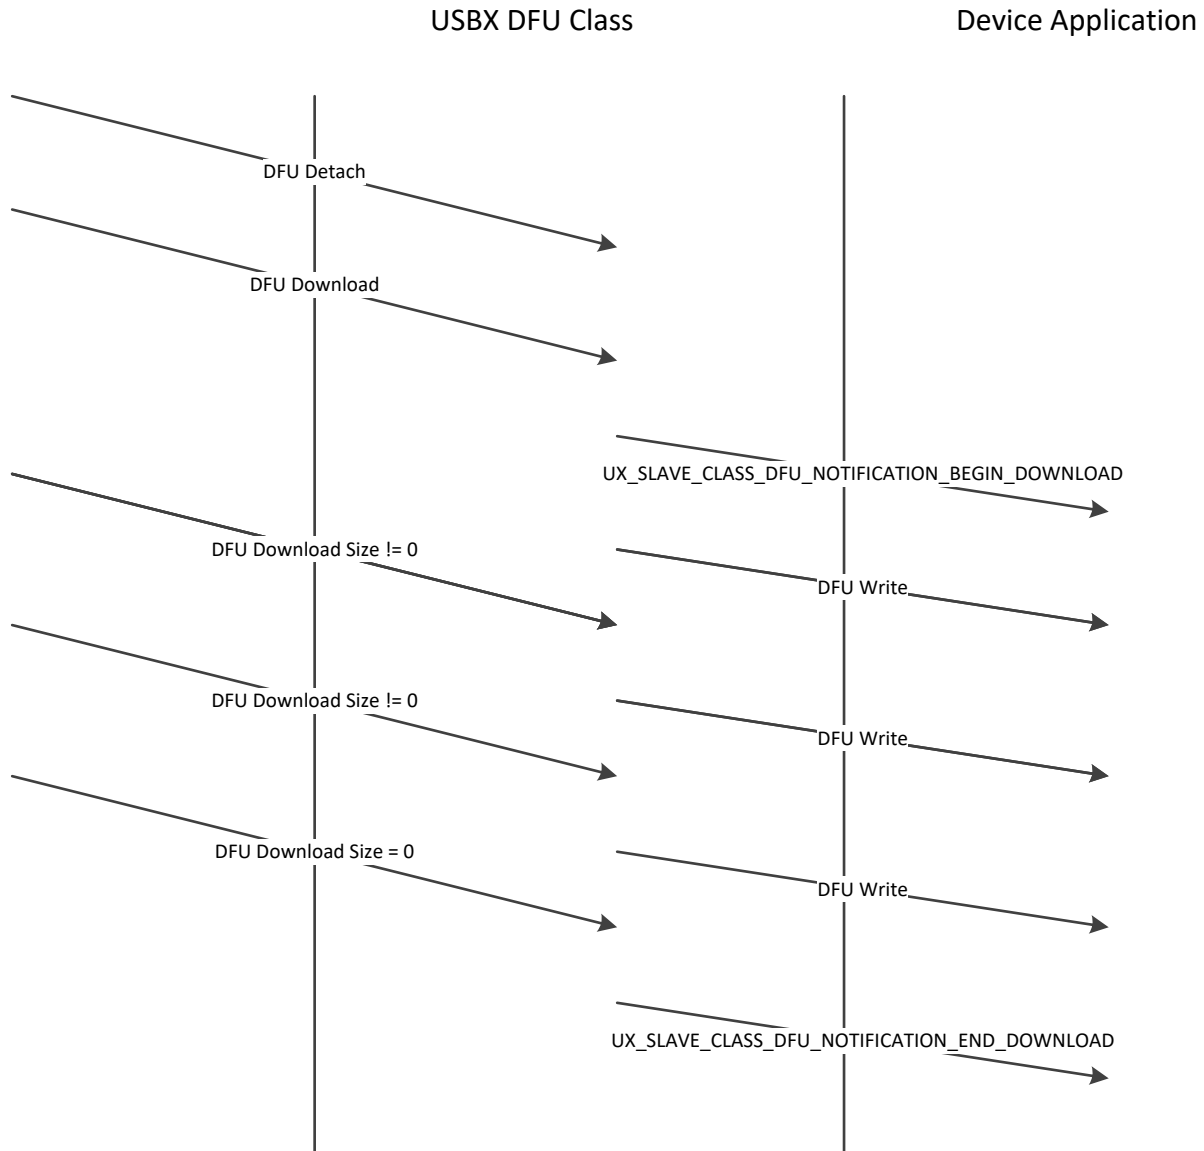 USBX DFU Class
Device Application
DFU Detach
DFU Download
UX_SLAVE_CLASS_DFU_NOTIFICATION_BEGIN_DOWNLOAD
DFU Download Size != 0
DFU Write
DFU Download Size != 0
DFU Write
DFU Download Size = 0
DFU Write
UX_SLAVE_CLASS_DFU_NOTIFICATION_END_DOWNLOAD